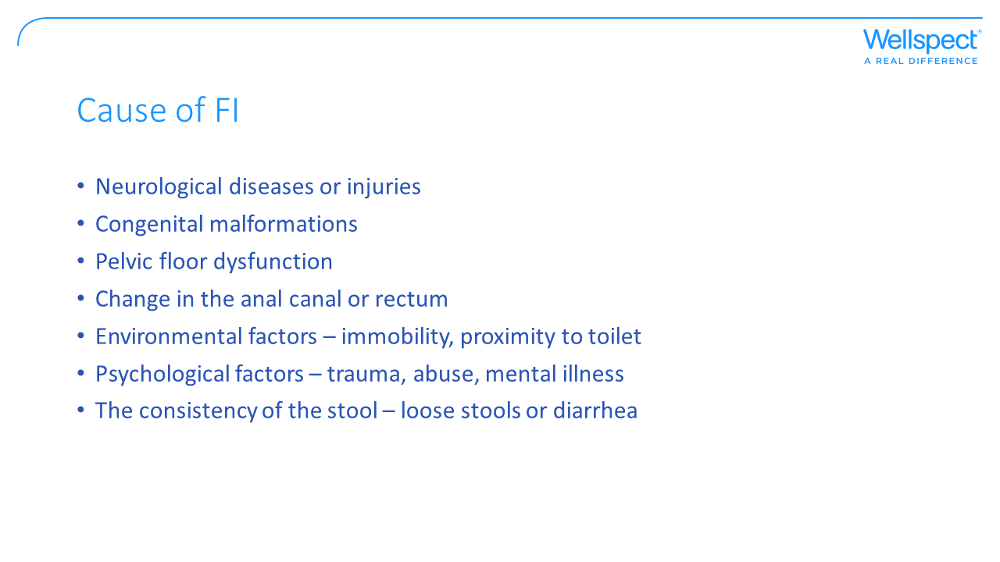 Wellspect®
A REAL DIFFERENCE
Cause of FI
• Neurological diseases or injuries
• Congenital malformations
• Pelvic floor dysfunction
• Change in the anal canal or rectum
• Environmental factors – immobility, proximity to toilet
• Psychological factors – trauma, abuse, mental illness
• The consistency of the stool – loose stools or diarrhea